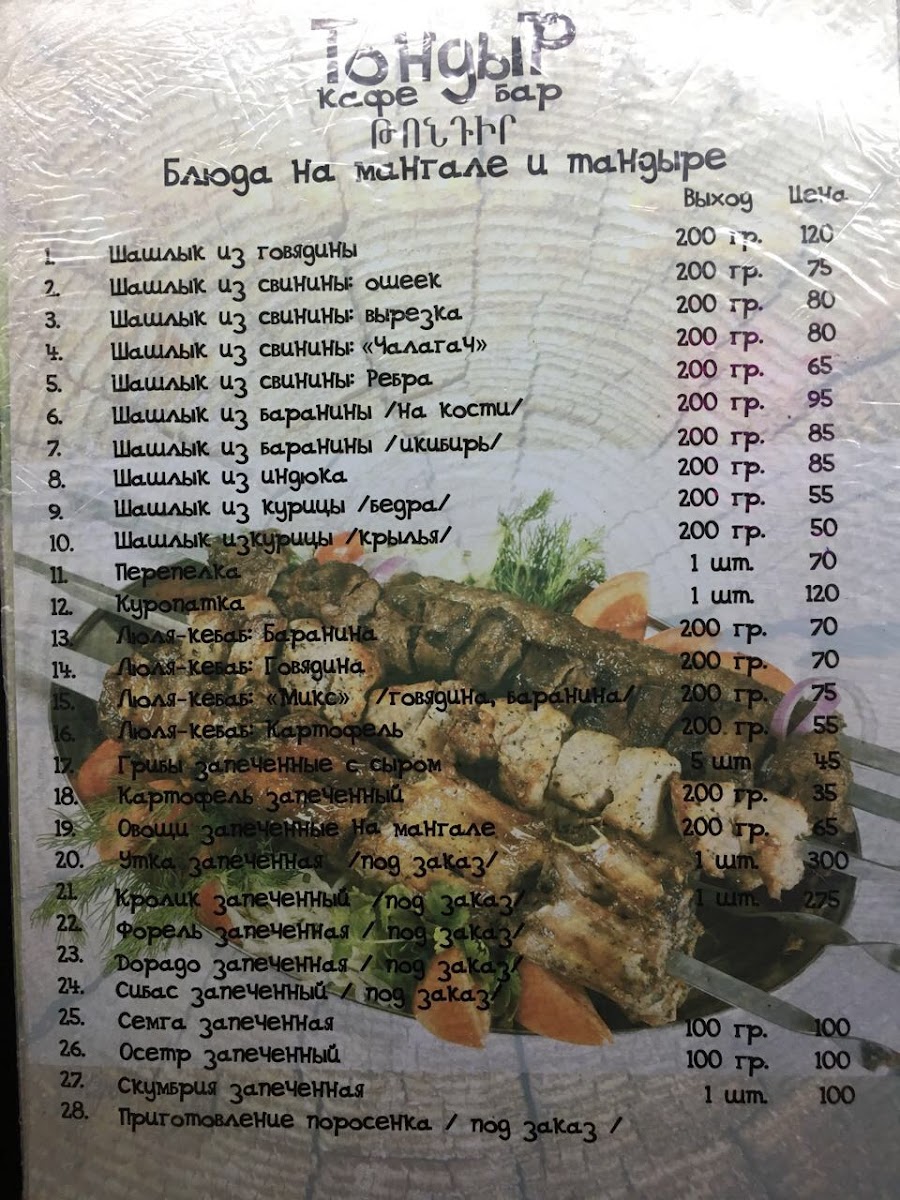 Тондыр
кафе бар
ԹՈՆԴԻՐ
Блюда на мангале и тандыре
Выход Цена
1. Шашлык из говядины 200 гр. 120
2. Шашлык из свинины: ошеек 200 гр. 75
3. Шашлык из свинины: вырезка 200 гр. 80
4. Шашлык из свинины: «Чалагач» 200 гр. 80
5. Шашлык из свинины: Ребра 200 гр. 65
6. Шашлык из баранины /на кости/ 200 гр. 95
7. Шашлык из баранины /икибирь/ 200 гр. 85
8. Шашлык из индюка 200 гр. 85
9. Шашлык из курицы /бедра/ 200 гр. 55
10. Шашлык изкурицы /крылья/ 200 гр. 50
11. Перепелка 1 шт. 70
12. Куропатка 1 шт. 120
13. Люля-кебаб: Баранина 200 гр. 70
14. Люля-кебаб: Говядина 200 гр. 70
15. Люля-кебаб: «Микс» /говядина, баранина/ 200 гр. 75
16. Люля-кебаб: Картофель 200 гр. 55
17. Грибы запеченные с сыром 5 шт 45
18. Картофель запеченный 200 гр. 35
19. Овощи запеченные на мангале 200 гр. 65
20. Утка запеченная /под заказ/ 1 шт. 300
21. Кролик запеченный /под заказ/ 1 шт. 275
22. Форель запеченная / под заказ/
23. Дорадо запеченная / под заказ/
24. Сибас запеченный / под заказ/
25. Семга запеченная 100 гр. 100
26. Осетр запеченный 100 гр. 100
27. Скумбрия запеченная 1 шт. 100
28. Приготовление поросенка / под заказ /